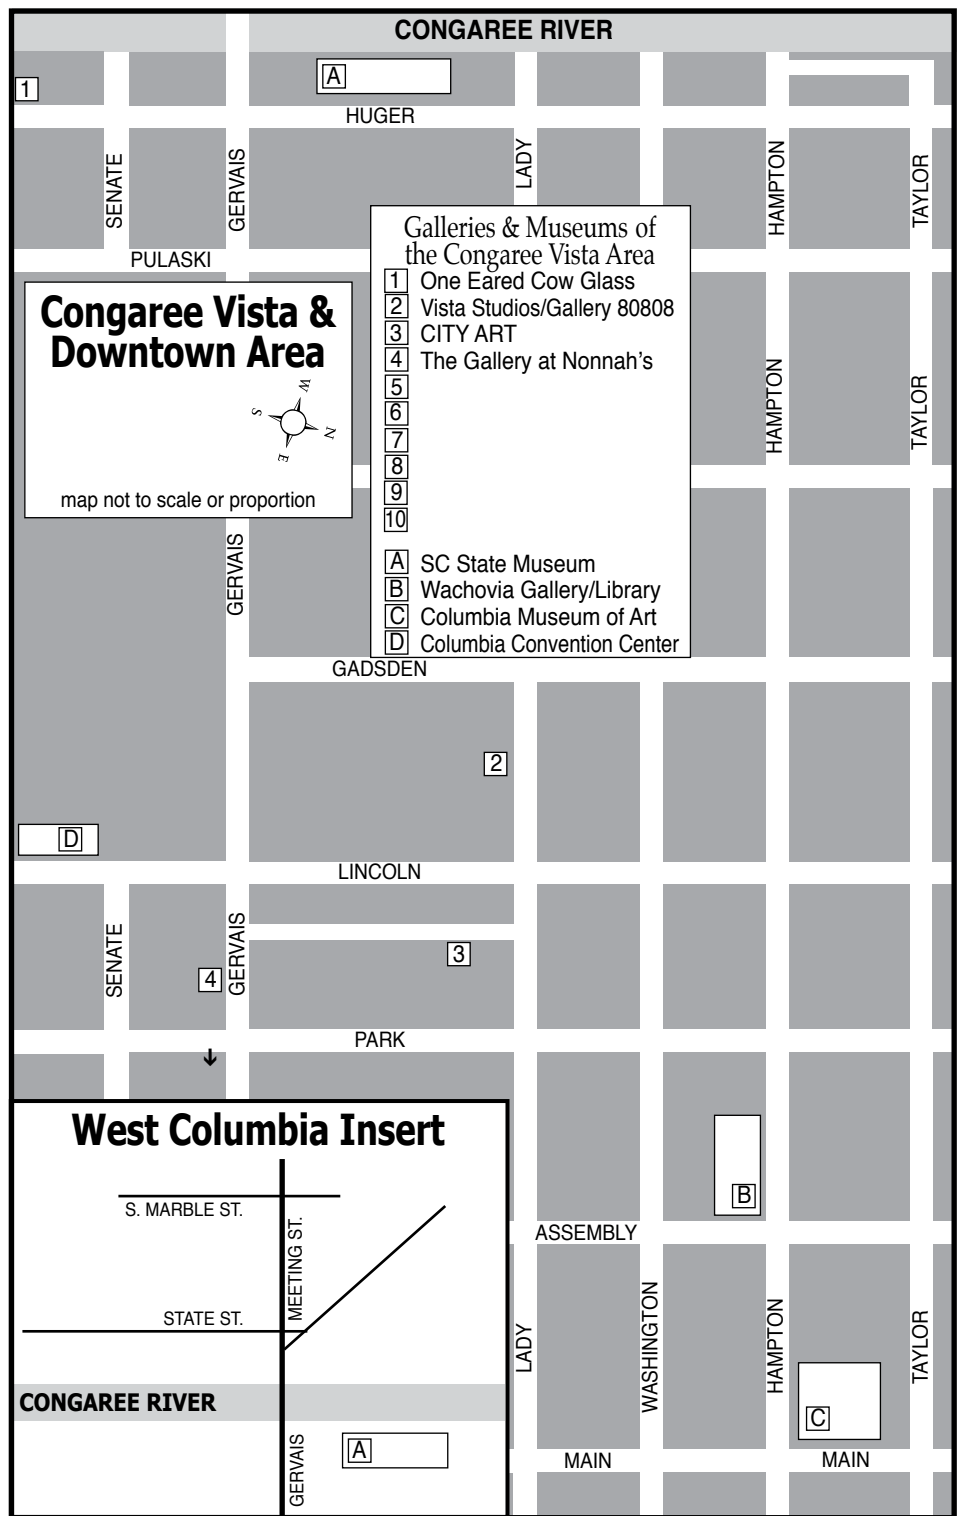 CONGAREE RIVER
1
A
HUGER
SENATE
GERVAIS
LADY
HAMPTON
TAYLOR
PULASKI
Galleries & Museums of
the Congaree Vista Area
1 One Eared Cow Glass
2 Vista Studios/Gallery 80808
3 CITY ART
4 The Gallery at Nonnah's
5
6
7
8
9
10
A SC State Museum
B Wachovia Gallery/Library
C Columbia Museum of Art
D Columbia Convention Center
Congaree Vista &
Downtown Area
W
S
N
E
map not to scale or proportion
HAMPTON
TAYLOR
GERVAIS
GADSDEN
2
D
LINCOLN
SENATE
GERVAIS
3
4
PARK
West Columbia Insert
S. MARBLE ST.
MEETING ST.
STATE ST.
CONGAREE RIVER
GERVAIS
A
B
ASSEMBLY
LADY
WASHINGTON
HAMPTON
TAYLOR
C
MAIN
MAIN